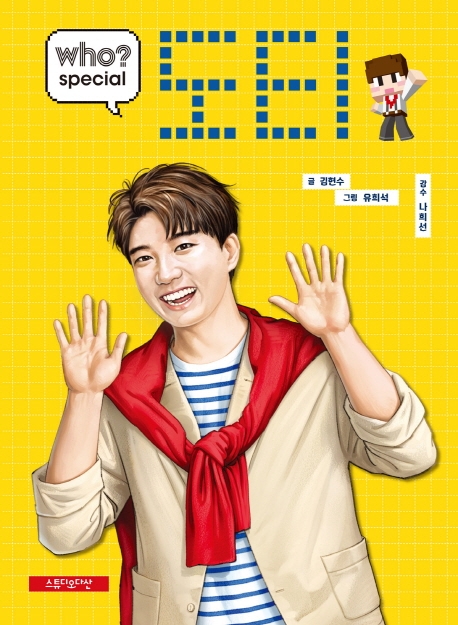 who?
special
도티
글 김현수
그림 유희석
감수 나희선
스튜디오다산